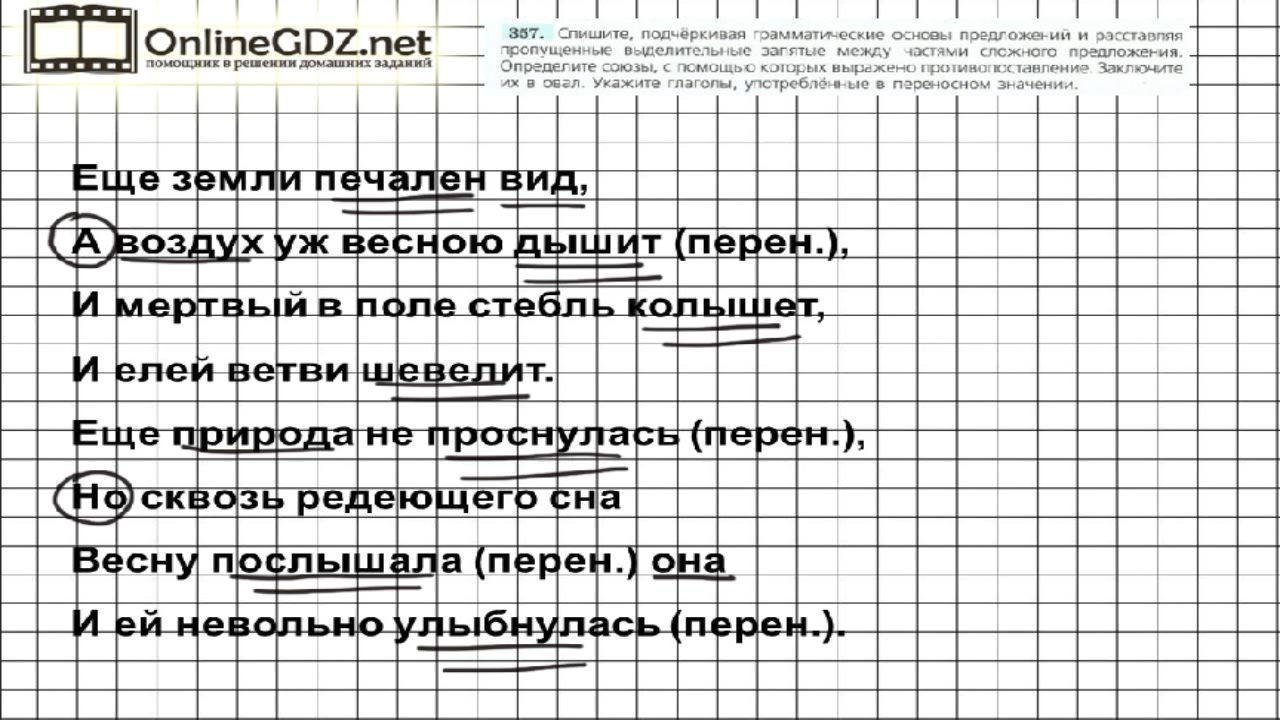 OnlineGDZ.net
помощник в решении домашних заданий
357. Спишите, подчёркивая грамматические основы предложений и расставляя
пропущенные выделительные запятые между частями сложного предложения.
Определите союзы, с помощью которых выражено противопоставление. Заключите
их в овал. Укажите глаголы, употреблённые в переносном значении.
Еще земли печален вид,
А воздух уж весною дышит (перен.),
И мертвый в поле стебль колышет,
И елей ветви шевелит.
Еще природа не проснулась (перен.),
Но сквозь редеющего сна
Весну послышала (перен.) она
И ей невольно улыбнулась (перен.).